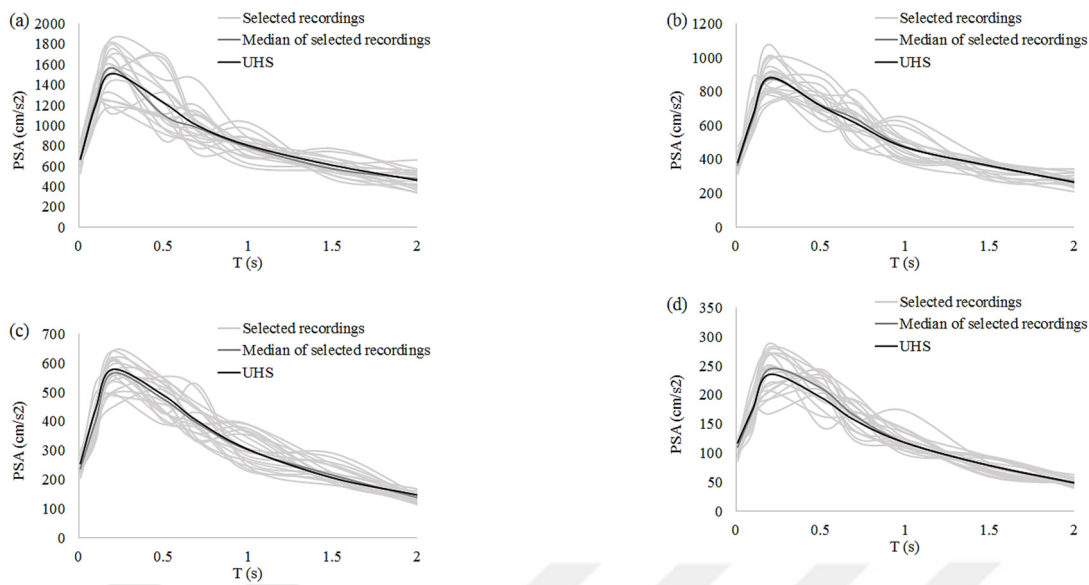 (a)
2000
1800
1600
1400
1200
1000
800
600
400
200
0
PSA (cm/s2)
Selected recordings
Median of selected recordings
UHS
0 0.5 1 1.5 2
T (s)
(b)
1200
1000
800
600
400
200
0
PSA (cm/s2)
Selected recordings
Median of selected recordings
UHS
0 0.5 1 1.5 2
T (s)
(c)
700
600
500
400
300
200
100
0
PSA (cm/s2)
Selected recordings
Median of selected recordings
UHS
0 0.5 1 1.5 2
T (s)
(d)
350
300
250
200
150
100
50
0
PSA (cm/s2)
Selected recordings
Median of selected recordings
UHS
0 0.5 1 1.5 2
T (s)